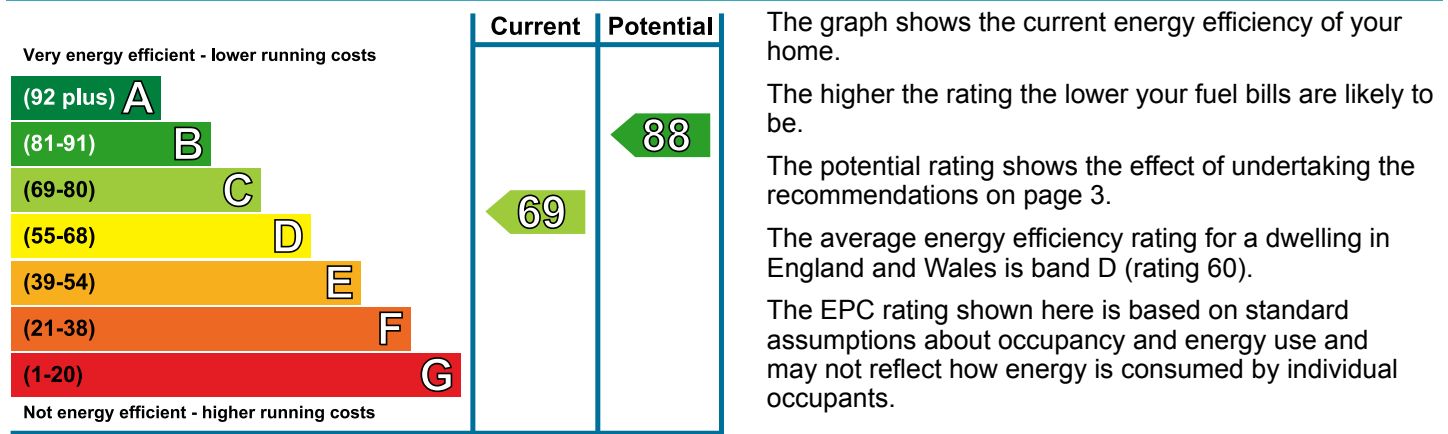 Current Potential
Very energy efficient - lower running costs
(92 plus) A
(81-91) B
88
(69-80) C
69
(55-68) D
(39-54) E
(21-38) F
(1-20) G
Not energy efficient - higher running costs
The graph shows the current energy efficiency of your
home.
The higher the rating the lower your fuel bills are likely to
be.
The potential rating shows the effect of undertaking the
recommendations on page 3.
The average energy efficiency rating for a dwelling in
England and Wales is band D (rating 60).
The EPC rating shown here is based on standard
assumptions about occupancy and energy use and
may not reflect how energy is consumed by individual
occupants.